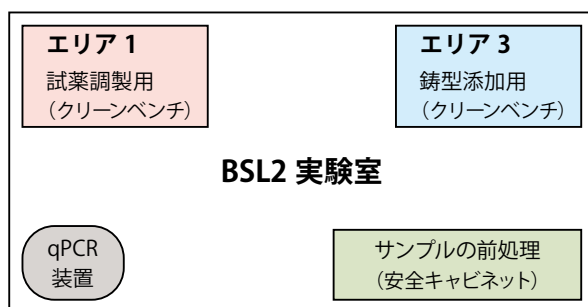 エリア 1
試薬調製用
（クリーンベンチ）
エリア 3
鋳型添加用
（クリーンベンチ）
BSL2 実験室
qPCR
装置
サンプルの前処理
（安全キャビネット）